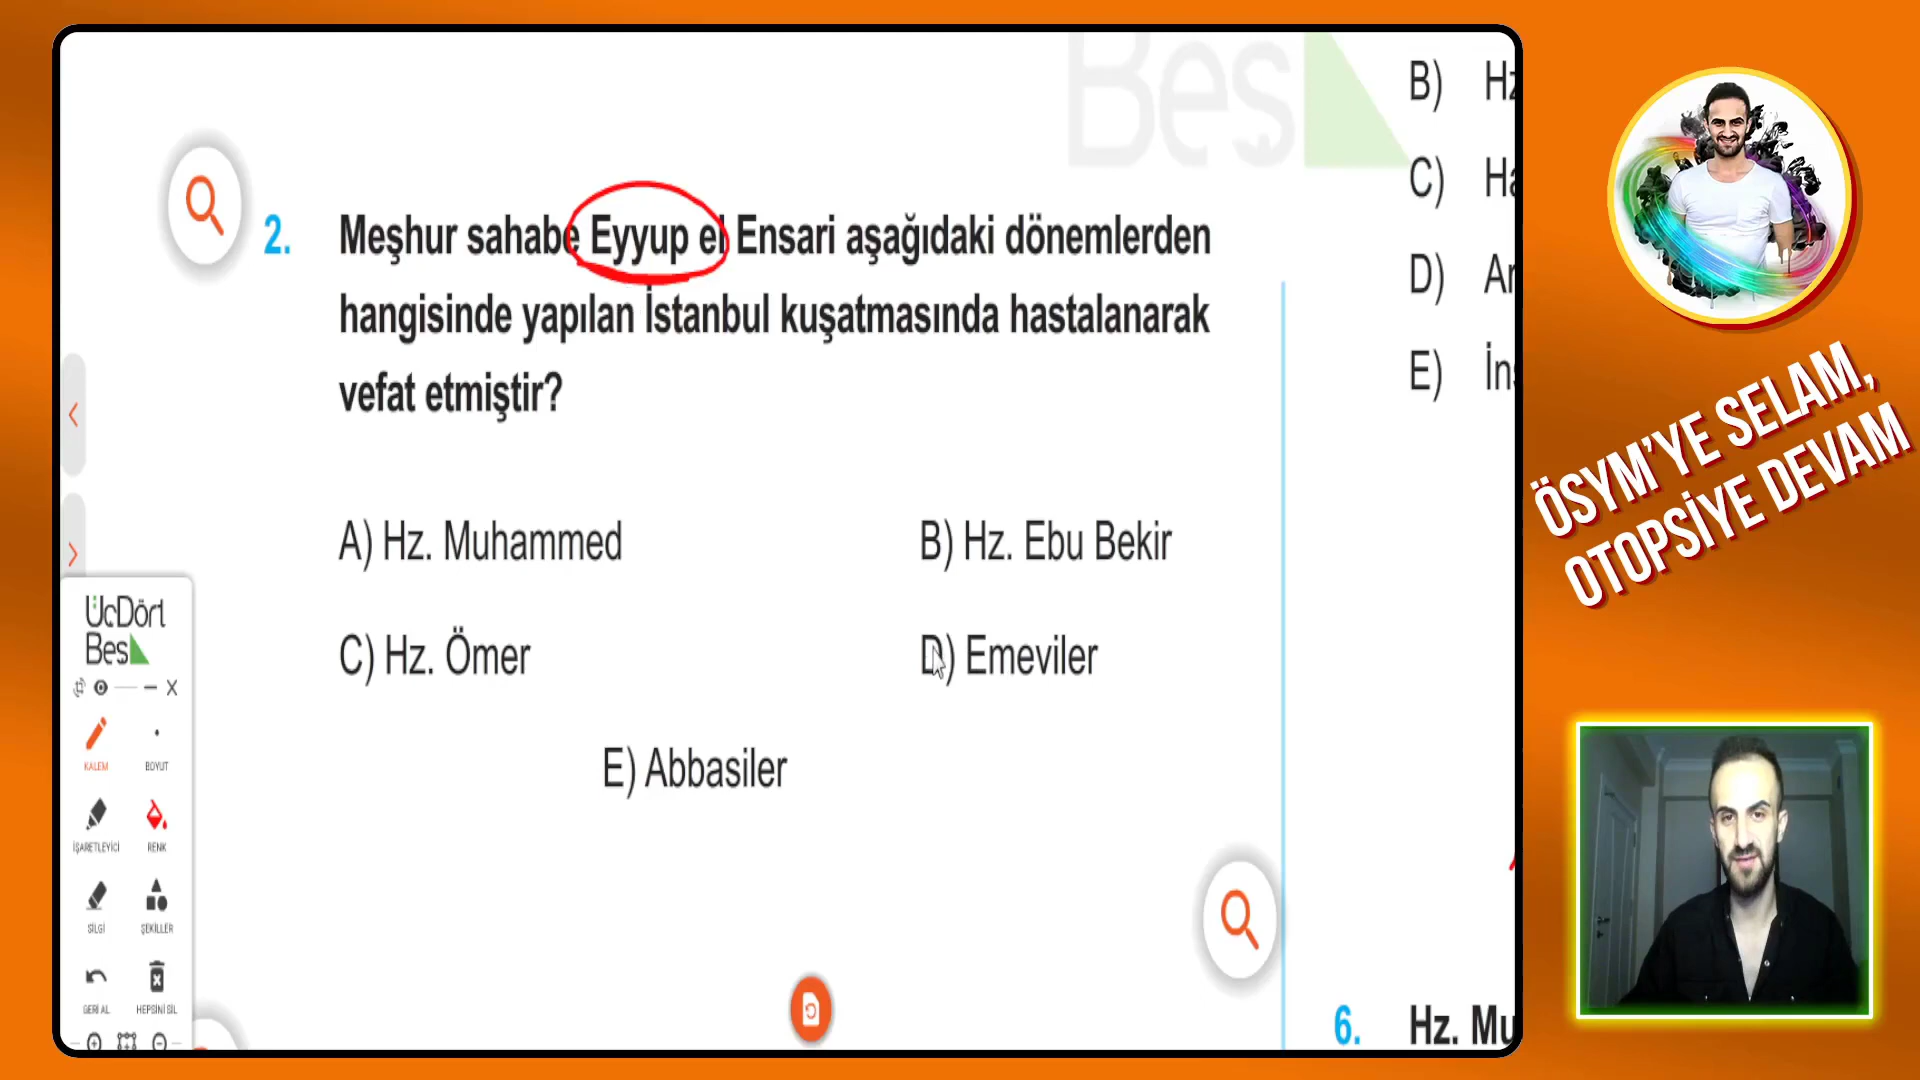 Beş
2. Meşhur sahabe Eyyup el Ensari aşağıdaki dönemlerden
hangisinde yapılan İstanbul kuşatmasında hastalanarak
vefat etmiştir?
A) Hz. Muhammed
B) Hz. Ebu Bekir
C) Hz. Ömer
D) Emeviler
E) Abbasiler
B)
C)
D)
E)
6. Hz.
ÜçDört
Beş
KALEM
BOYUT
İŞARETLEYİCİ
RENK
SİLGİ
ŞEKİLLER
GERİ AL
HEPSİNİ SİL
ÖSYM'YE SELAM,
OTOPSİYE DEVAM